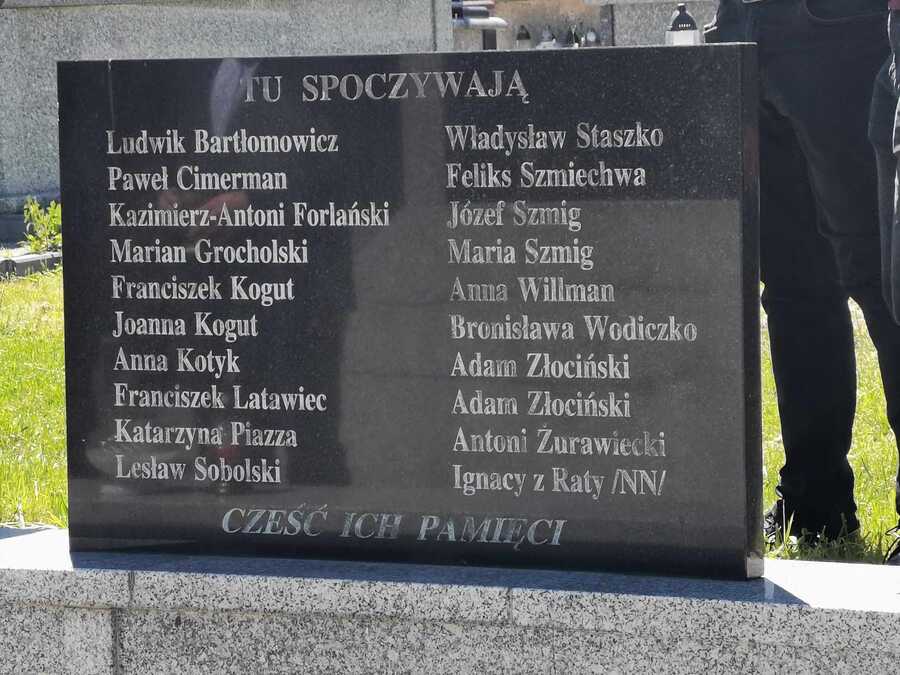 TU SPOCZYWAJĄ
Ludwik Bartłomowicz
Paweł Cimerman
Kazimierz-Antoni Forlański
Marian Grocholski
Franciszek Kogut
Joanna Kogut
Anna Kotyk
Franciszek Latawiec
Katarzyna Piazza
Lesław Sobolski
Władysław Staszko
Feliks Szmiechwa
Józef Szmig
Maria Szmig
Anna Willman
Bronisława Wodiczko
Adam Złociński
Adam Złociński
Antoni Żurawiecki
Ignacy z Raty /NN/
CZEŚĆ ICH PAMIĘCI